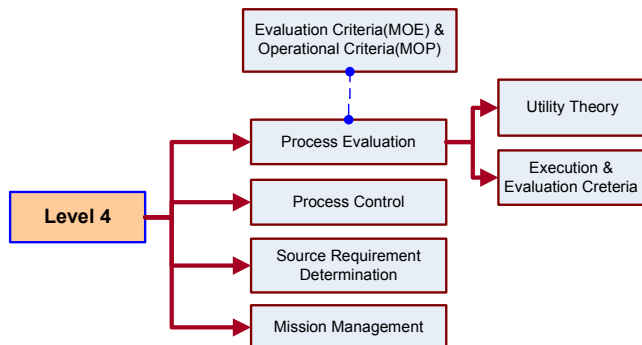 Evaluation Criteria(MOE) &
Operational Criteria(MOP)
Utility Theory
Process Evaluation
Execution &
Evaluation Creteria
Process Control
Level 4
Source Requirement
Determination
Mission Management